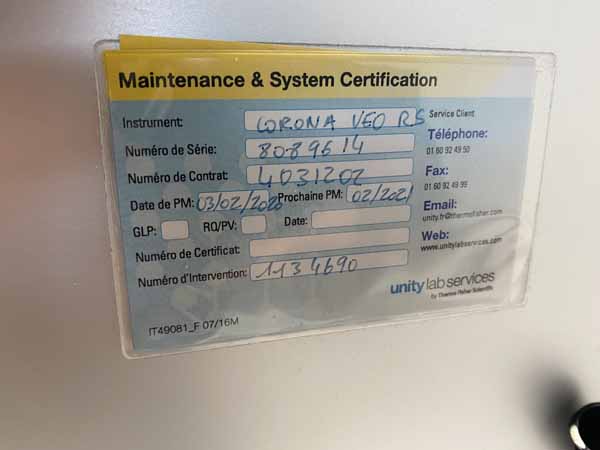 Maintenance & System Certification
Instrument: CORONA VEO RS
Service Client
Numéro de Série: 8089614
Téléphone:
01 60 92 49 50
Numéro de Contrat: 4031202
Fax:
01 60 92 49 99
Date de PM: 03/02/2020 Prochaine PM: 02/2021
Email:
unity.fr@thermofisher.com
GLP: RQ/PV: Date:
Web:
www.unitylabservices.com
Numéro de Certificat:
Numéro d'Intervention: 1134690
unity lab services
by Thermo Fisher Scientific
IT49081_F 07/16M